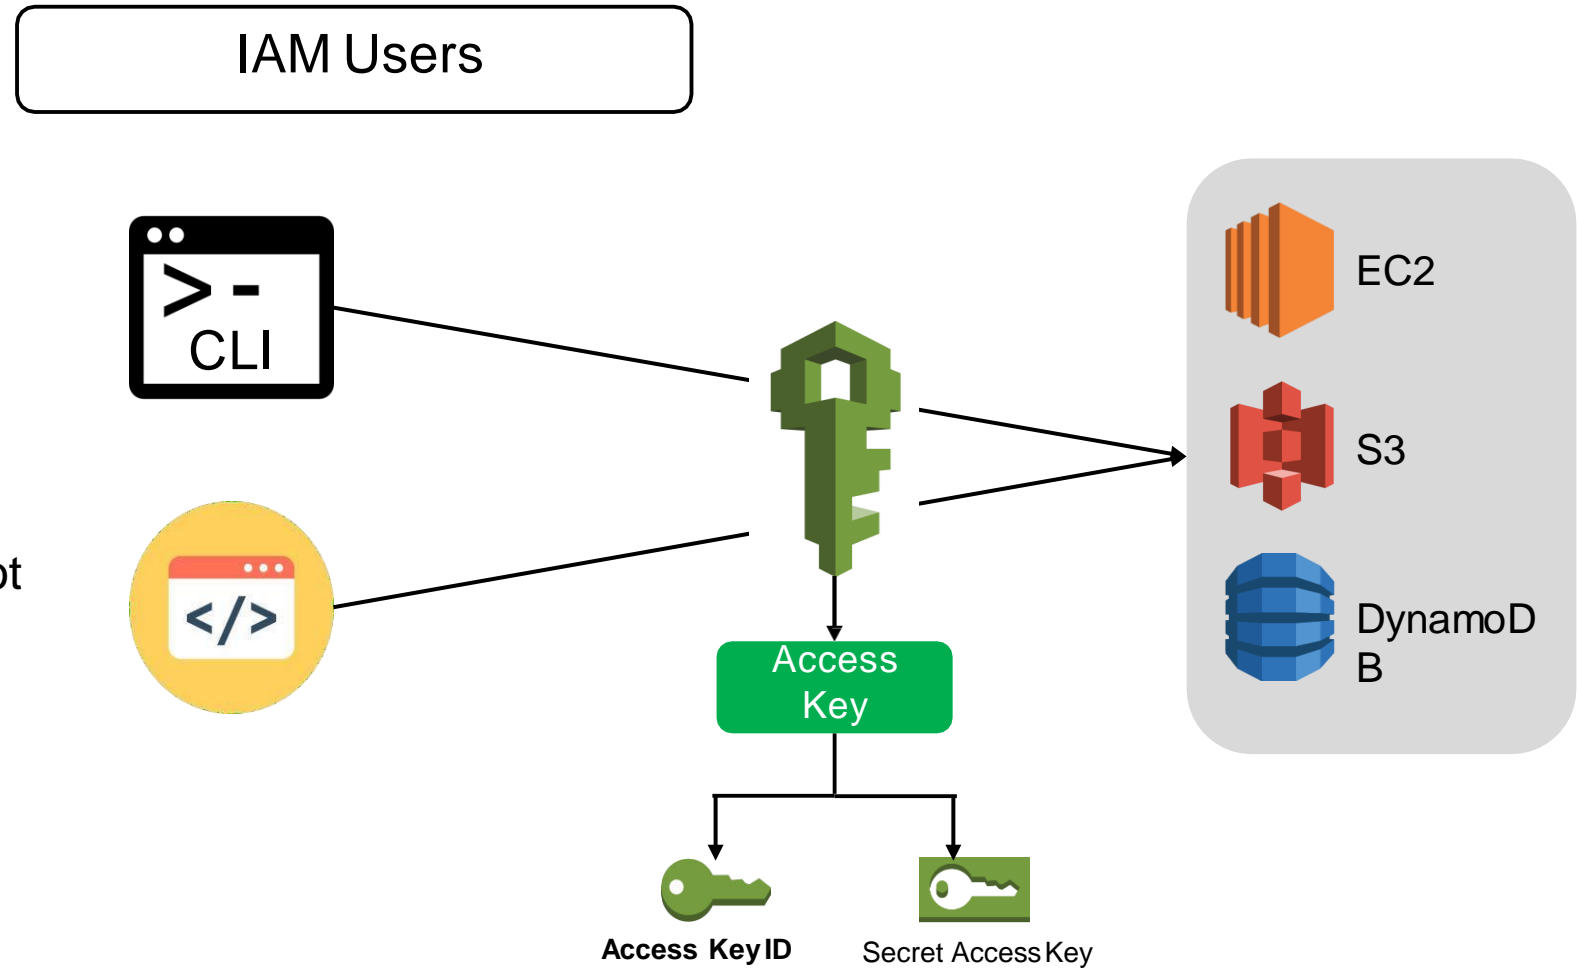 IAM Users
>-
CLI
EC2
S3
</>
DynamoD
B
Access
Key
Access Key ID
Secret Access Key